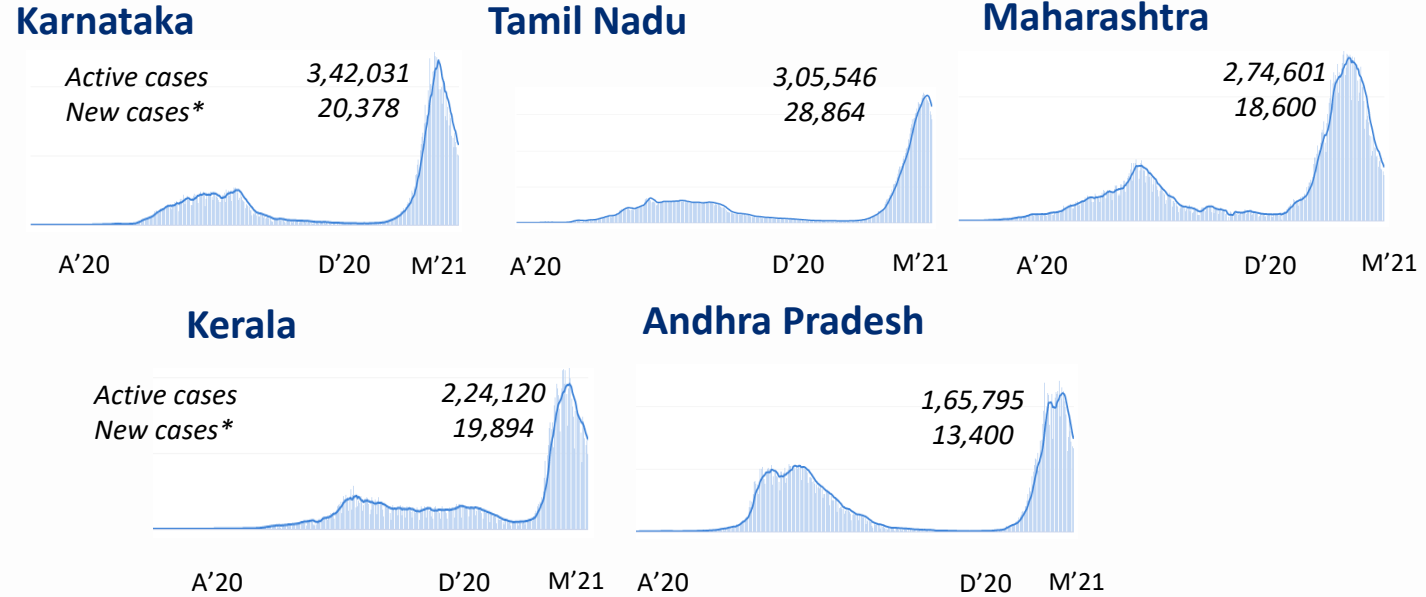 Karnataka
Active cases 3,42,031
New cases* 20,378
A’20 D’20 M’21
Tamil Nadu
3,05,546
28,864
A’20 D’20 M’21
Maharashtra
2,74,601
18,600
A’20 D’20 M’21
Kerala
Active cases 2,24,120
New cases* 19,894
A’20 D’20 M’21
Andhra Pradesh
1,65,795
13,400
A’20 D’20 M’21